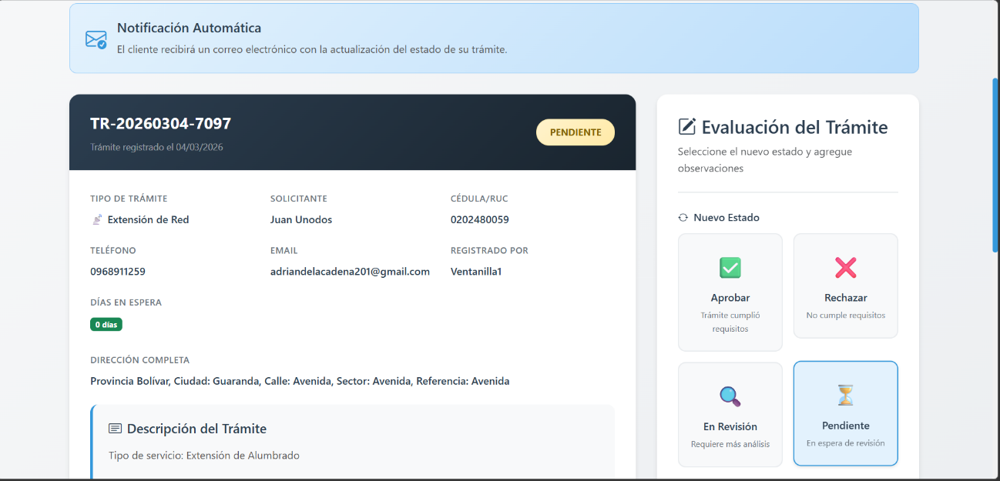 Notificación Automática
El cliente recibirá un correo electrónico con la actualización del estado de su trámite.
TR-20260304-7097
Trámite registrado el 04/03/2026
PENDIENTE
TIPO DE TRÁMITE
Extensión de Red
SOLICITANTE
Juan Unodos
CÉDULA/RUC
0202480059
TELÉFONO
0968911259
EMAIL
adriandelacadena201@gmail.com
REGISTRADO POR
Ventanilla1
DÍAS EN ESPERA
0 días
DIRECCIÓN COMPLETA
Provincia Bolívar, Ciudad: Guaranda, Calle: Avenida, Sector: Avenida, Referencia: Avenida
Descripción del Trámite
Tipo de servicio: Extensión de Alumbrado
Evaluación del Trámite
Seleccione el nuevo estado y agregue
observaciones
Nuevo Estado
Aprobar
Trámite cumplió
requisitos
Rechazar
No cumple requisitos
En Revisión
Requiere más análisis
Pendiente
En espera de revisión